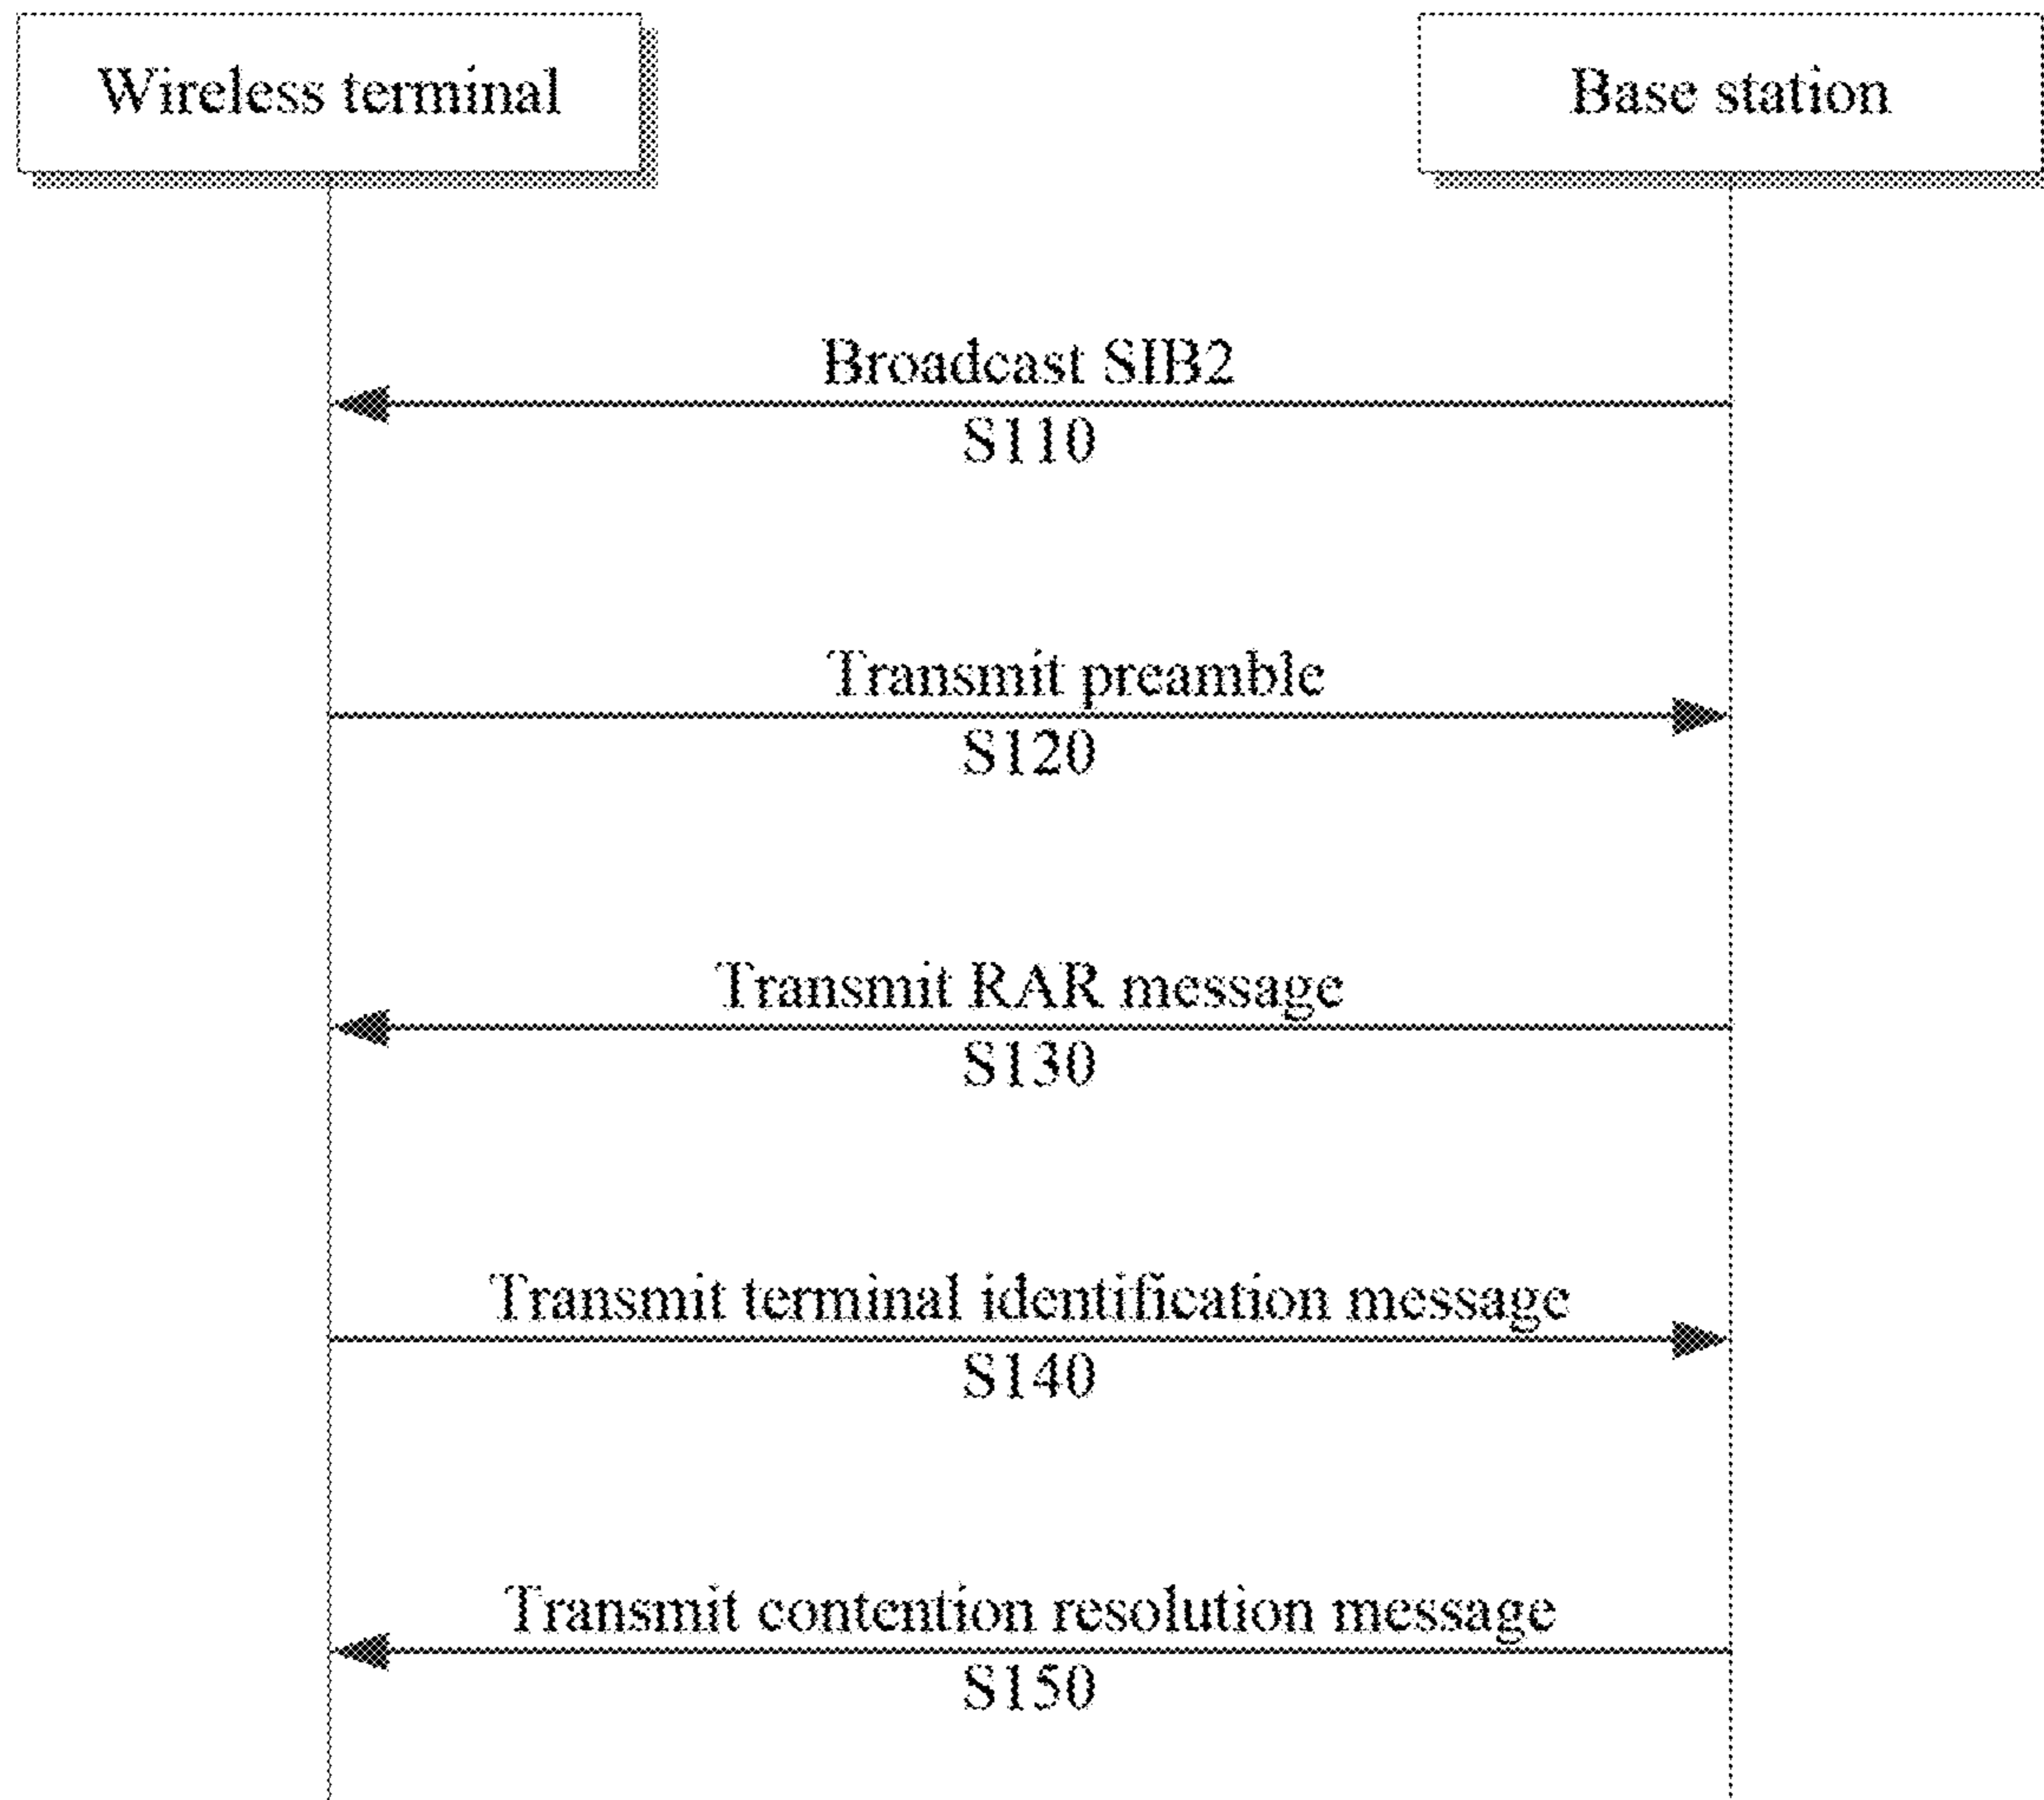 Wireless terminal
Base station
Broadcast SIB2
S110
Transmit preamble
S120
Transmit RAR message
S130
Transmit terminal identification message
S140
Transmit contention resolution message
S150